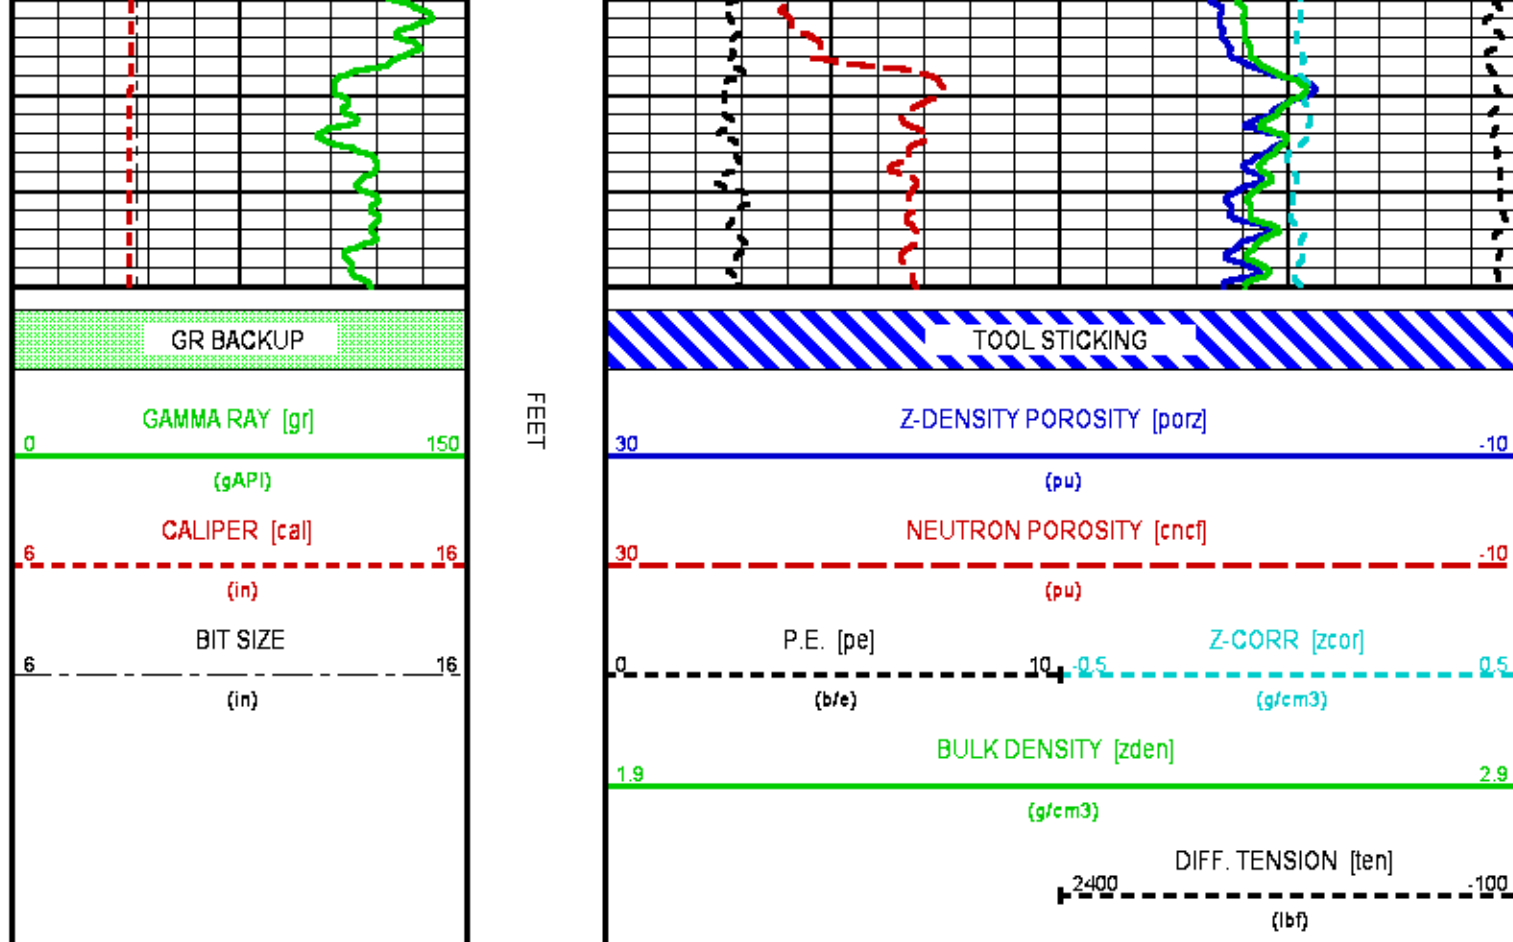 GR BACKUP
TOOL STICKING
GAMMA RAY [gr]
0 150
(gAPI)
CALIPER [cal]
6 16
(in)
BIT SIZE
6 16
(in)
FEET
Z-DENSITY POROSITY [porz]
30 -10
(pu)
NEUTRON POROSITY [cncf]
30 -10
(pu)
P.E. [pe]
0 10
(b/e)
Z-CORR [zcor]
-0.5 0.5
(g/cm3)
BULK DENSITY [zden]
1.9 2.9
(g/cm3)
DIFF. TENSION [ten]
2400 -100
(lbf)